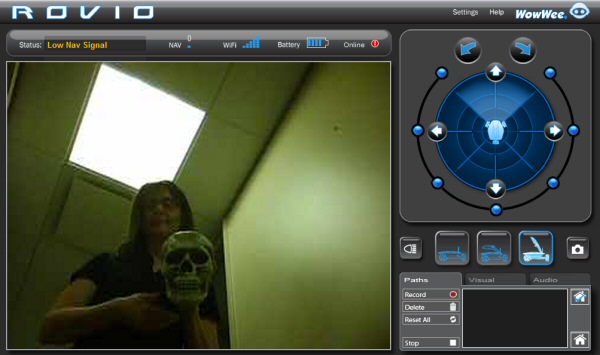 ROVIO
Settings Help WowWee
Status: Low Nav Signal NAV 0 WiFi Battery Online
Paths Visual Audio
Record
Delete
Reset All
Stop